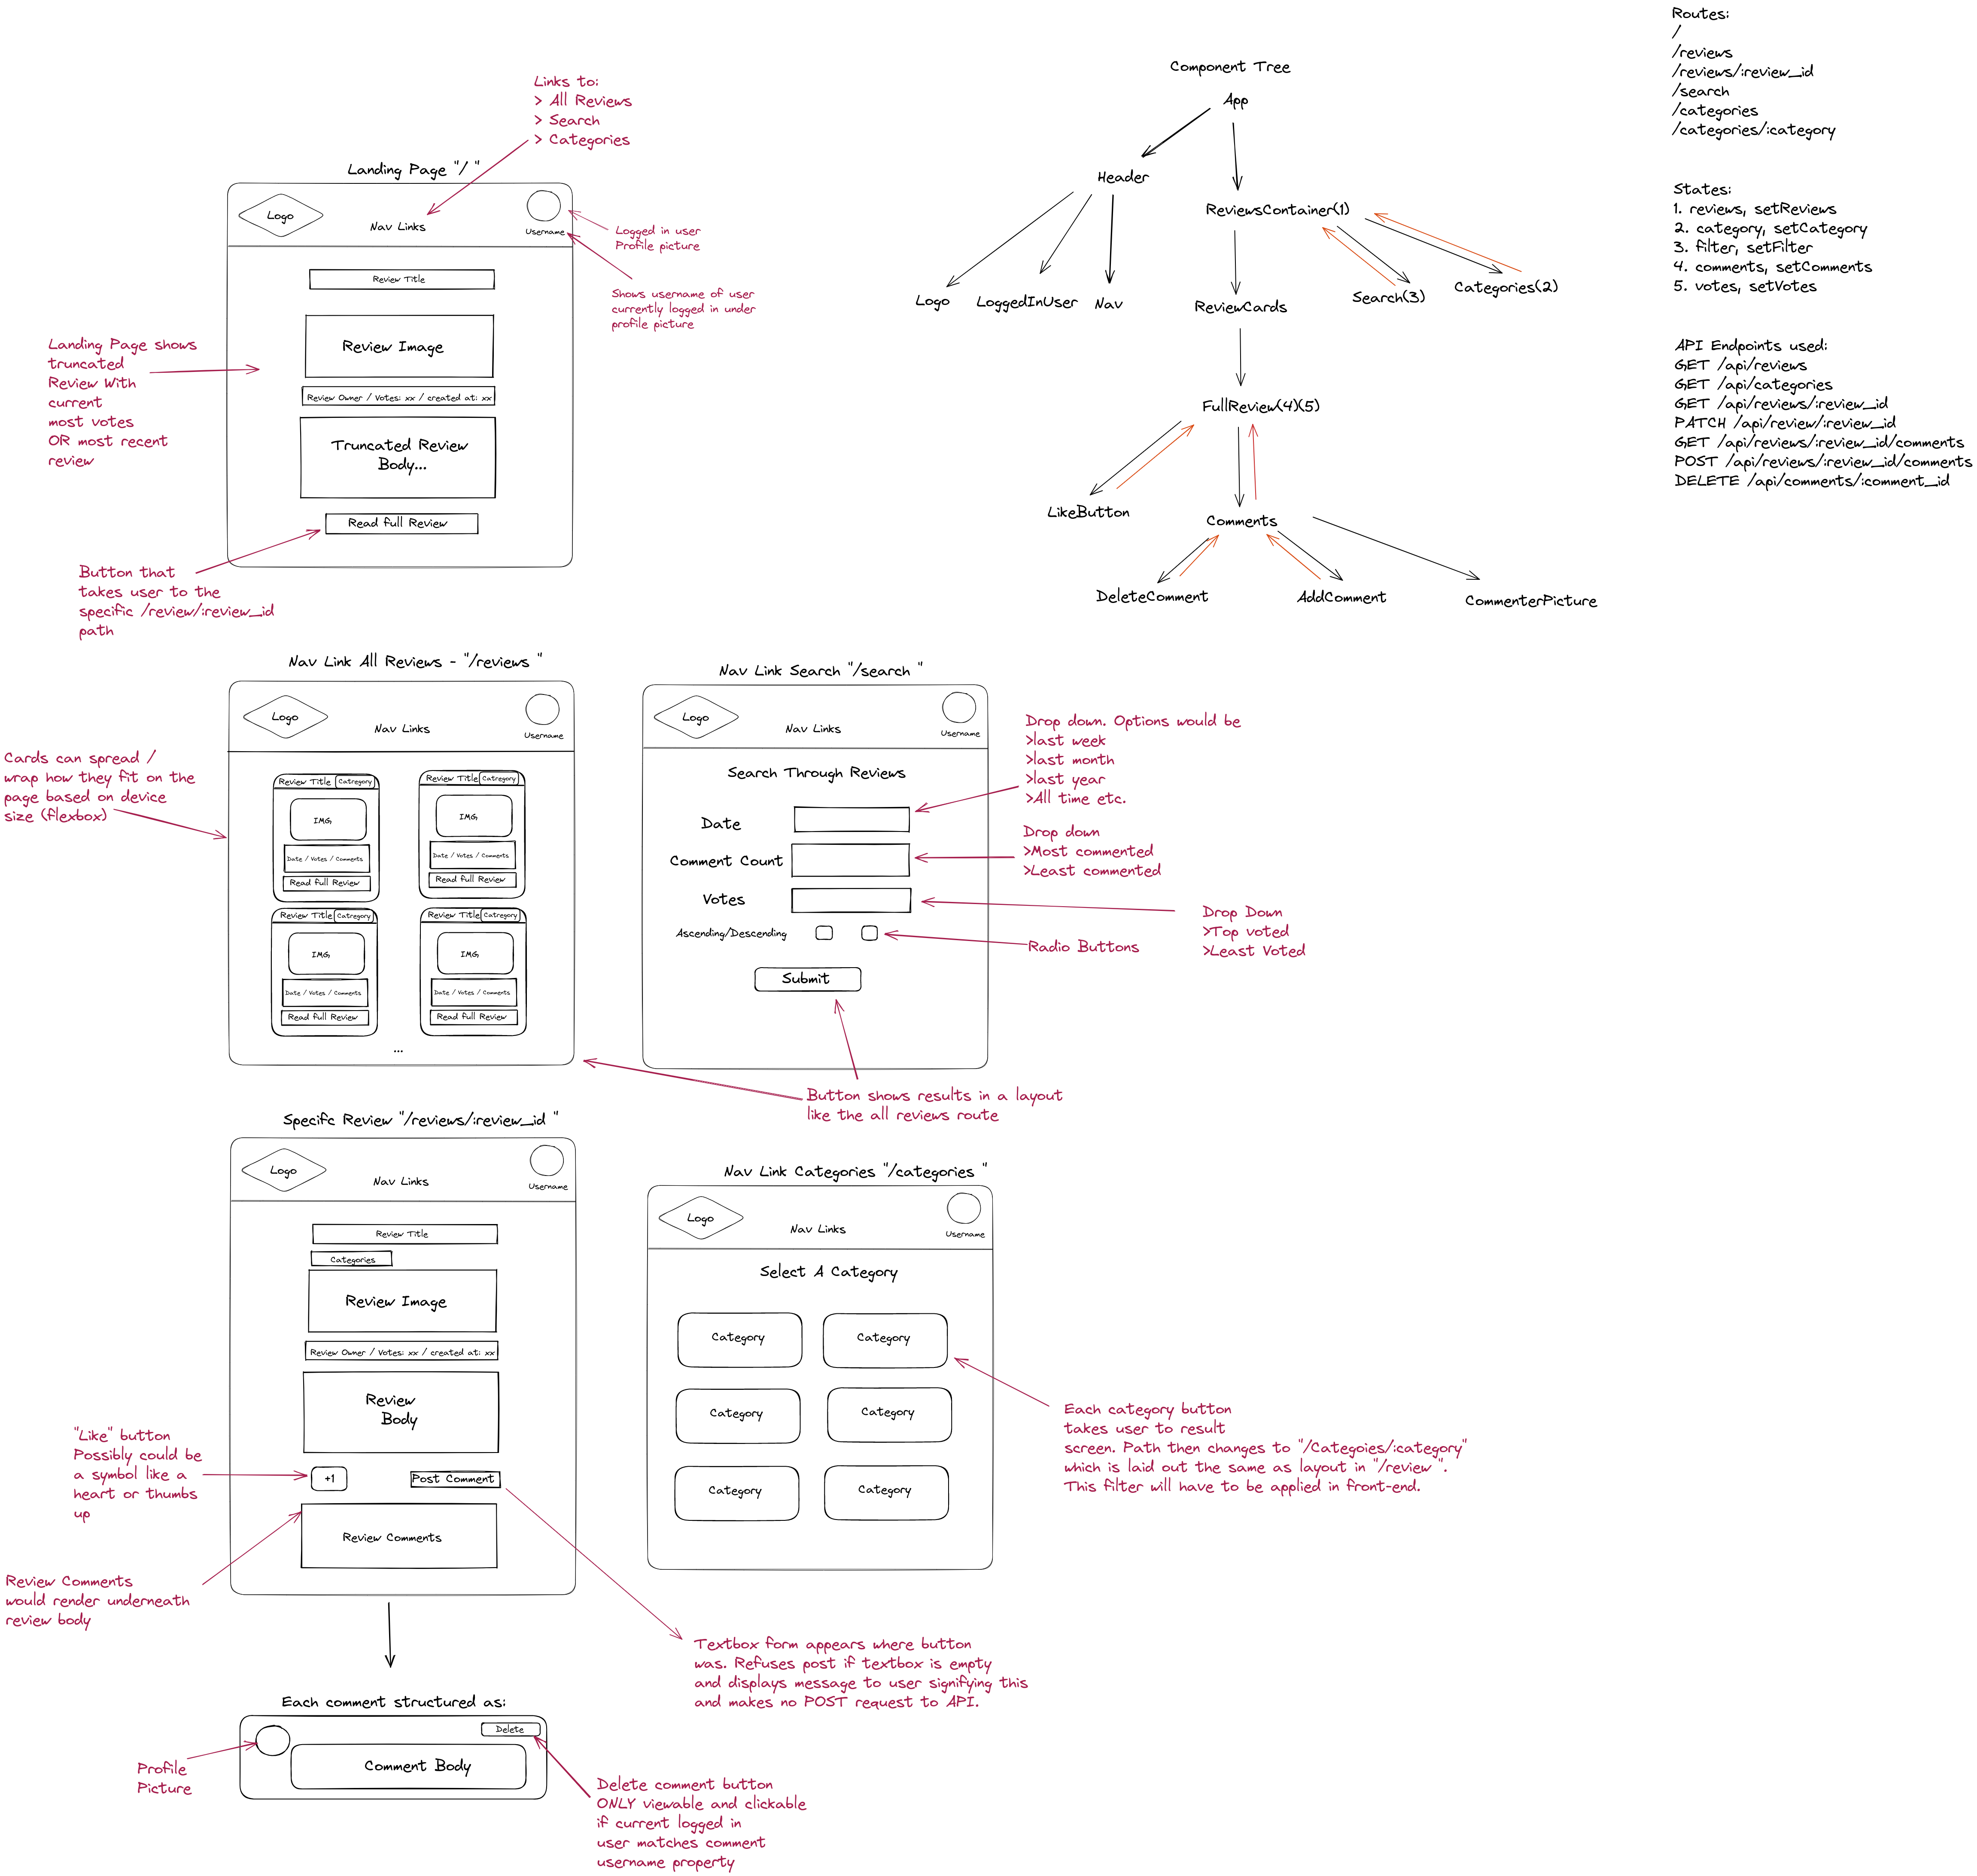 Links to:
> All Reviews
> Search
> Categories
Landing Page "/ "
Logo
Nav Links
Username
Logged in user
Profile picture
Shows username of user
currently logged in under
profile picture
Review Title
Review Image
Review Owner / Votes: xx / created at: xx
Truncated Review
Body...
Read full Review
Landing Page shows
truncated
Review With
current
most votes
OR most recent
review
Button that
takes user to the
specific /review/:review_id
path
Component Tree
App
Header
ReviewsContainer(1)
Logo
LoggedInUser
Nav
ReviewCards
Search(3)
Categories(2)
FullReview(4)(5)
LikeButton
Comments
DeleteComment
AddComment
CommenterPicture
Routes:
/
/reviews
/reviews/:review_id
/search
/categories
/categories/:category
States:
1. reviews, setReviews
2. category, setCategory
3. filter, setFilter
4. comments, setComments
5. votes, setVotes
API Endpoints used:
GET /api/reviews
GET /api/categories
GET /api/reviews/:review_id
PATCH /api/review/:review_id
GET /api/reviews/:review_id/comments
POST /api/reviews/:review_id/comments
DELETE /api/comments/:comment_id
Nav Link All Reviews - "/reviews "
Logo
Nav Links
Username
Cards can spread /
wrap how they fit on the
page based on device
size (flexbox)
Review Title
Catregory
IMG
Date / Votes / Comments
Read full Review
Review Title
Catregory
IMG
Date / Votes / Comments
Read full Review
Review Title
Catregory
IMG
Date / Votes / Comments
Read full Review
Review Title
Catregory
IMG
Date / Votes / Comments
Read full Review
...
Nav Link Search "/search "
Logo
Nav Links
Username
Search Through Reviews
Date
Comment Count
Votes
Ascending/Descending
Submit
Drop down. Options would be
>last week
>last month
>last year
>All time etc.
Drop down
>Most commented
>Least commented
Drop Down
>Top voted
>Least Voted
Radio Buttons
Button shows results in a layout
like the all reviews route
Specifc Review "/reviews/:review_id "
Logo
Nav Links
Username
Review Title
Categories
Review Image
Review Owner / Votes: xx / created at: xx
Review
Body
+1
Post Comment
Review Comments
"Like" button
Possibly could be
a symbol like a
heart or thumbs
up
Review Comments
would render underneath
review body
Nav Link Categories "/categories "
Logo
Nav Links
Username
Select A Category
Category
Category
Category
Category
Category
Category
Each category button
takes user to result
screen. Path then changes to "/Categoies/:category"
which is laid out the same as layout in "/review ".
This filter will have to be applied in front-end.
Textbox form appears where button
was. Refuses post if textbox is empty
and displays message to user signifying this
and makes no POST request to API.
Each comment structured as:
Delete
Comment Body
Profile
Picture
Delete comment button
ONLY viewable and clickable
if current logged in
user matches comment
username property